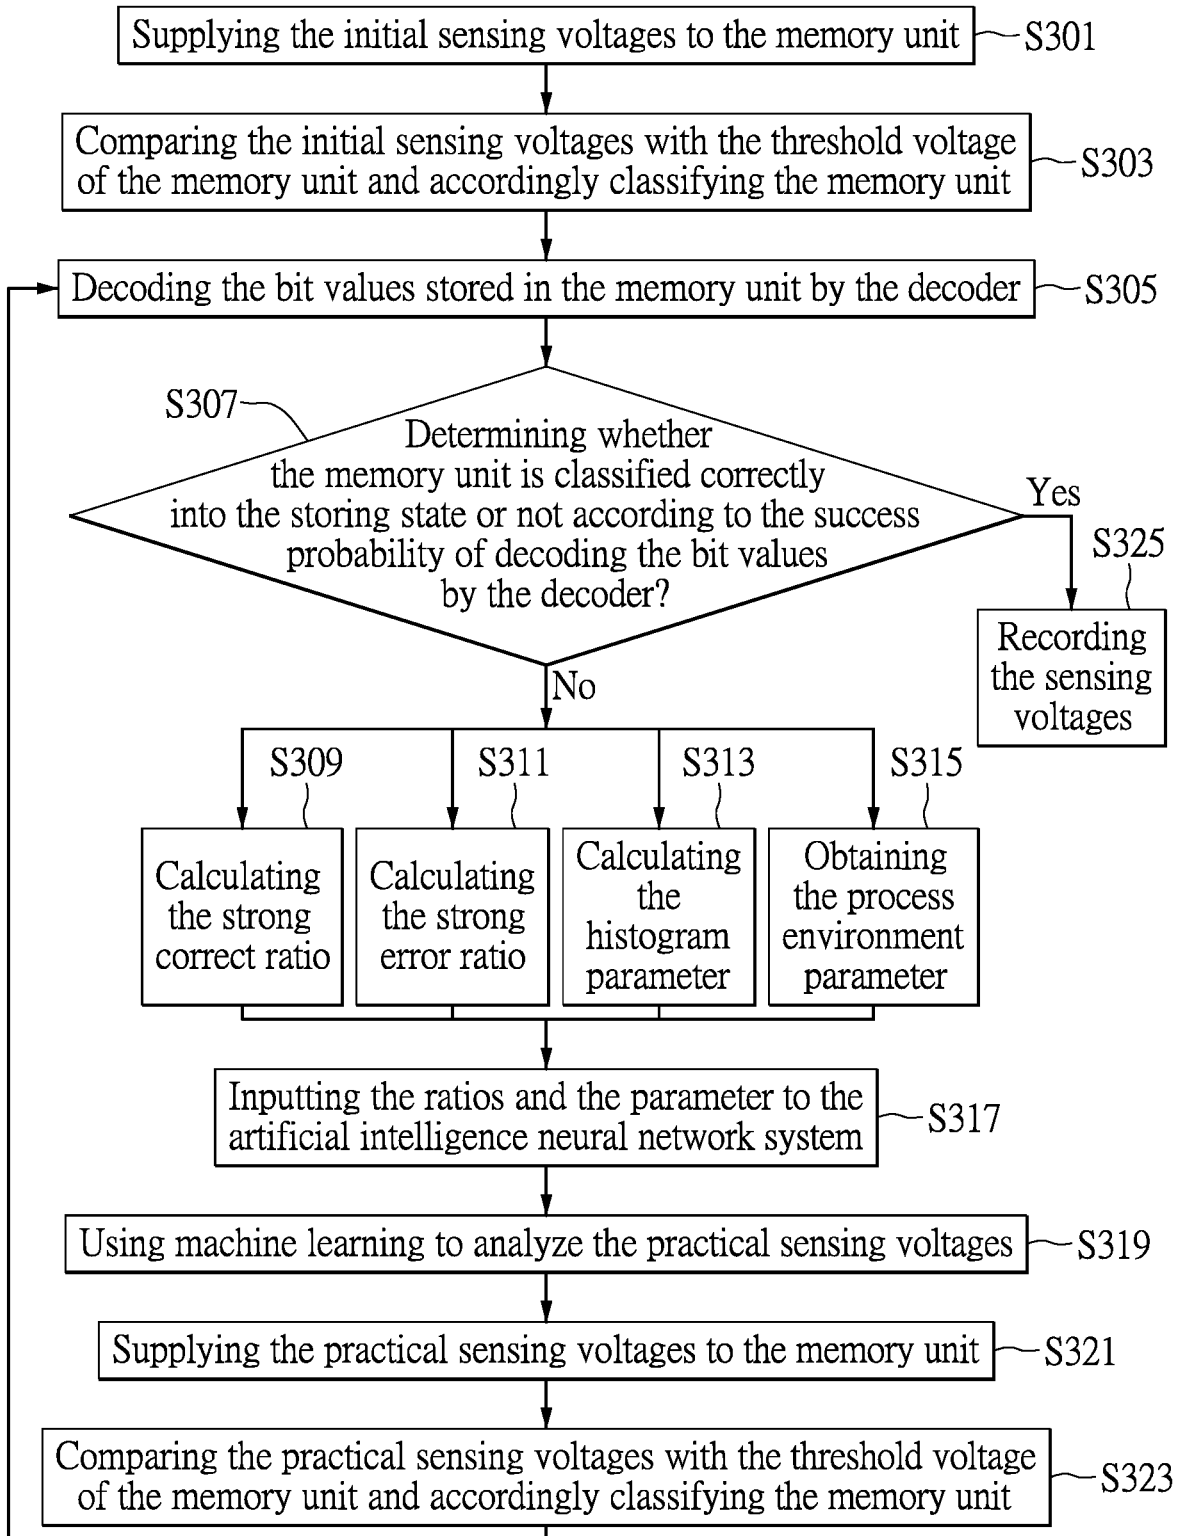 Supplying the initial sensing voltages to the memory unit
S301
Comparing the initial sensing voltages with the threshold voltage
of the memory unit and accordingly classifying the memory unit
S303
Decoding the bit values stored in the memory unit by the decoder
S305
S307
Determining whether
the memory unit is classified correctly
into the storing state or not according to the success
probability of decoding the bit values
by the decoder?
Yes
S325
Recording
the sensing
voltages
No
S309
Calculating
the strong
correct ratio
S311
Calculating
the strong
error ratio
S313
Calculating
the
histogram
parameter
S315
Obtaining
the process
environment
parameter
Inputting the ratios and the parameter to the
artificial intelligence neural network system
S317
Using machine learning to analyze the practical sensing voltages
S319
Supplying the practical sensing voltages to the memory unit
S321
Comparing the practical sensing voltages with the threshold voltage
of the memory unit and accordingly classifying the memory unit
S323